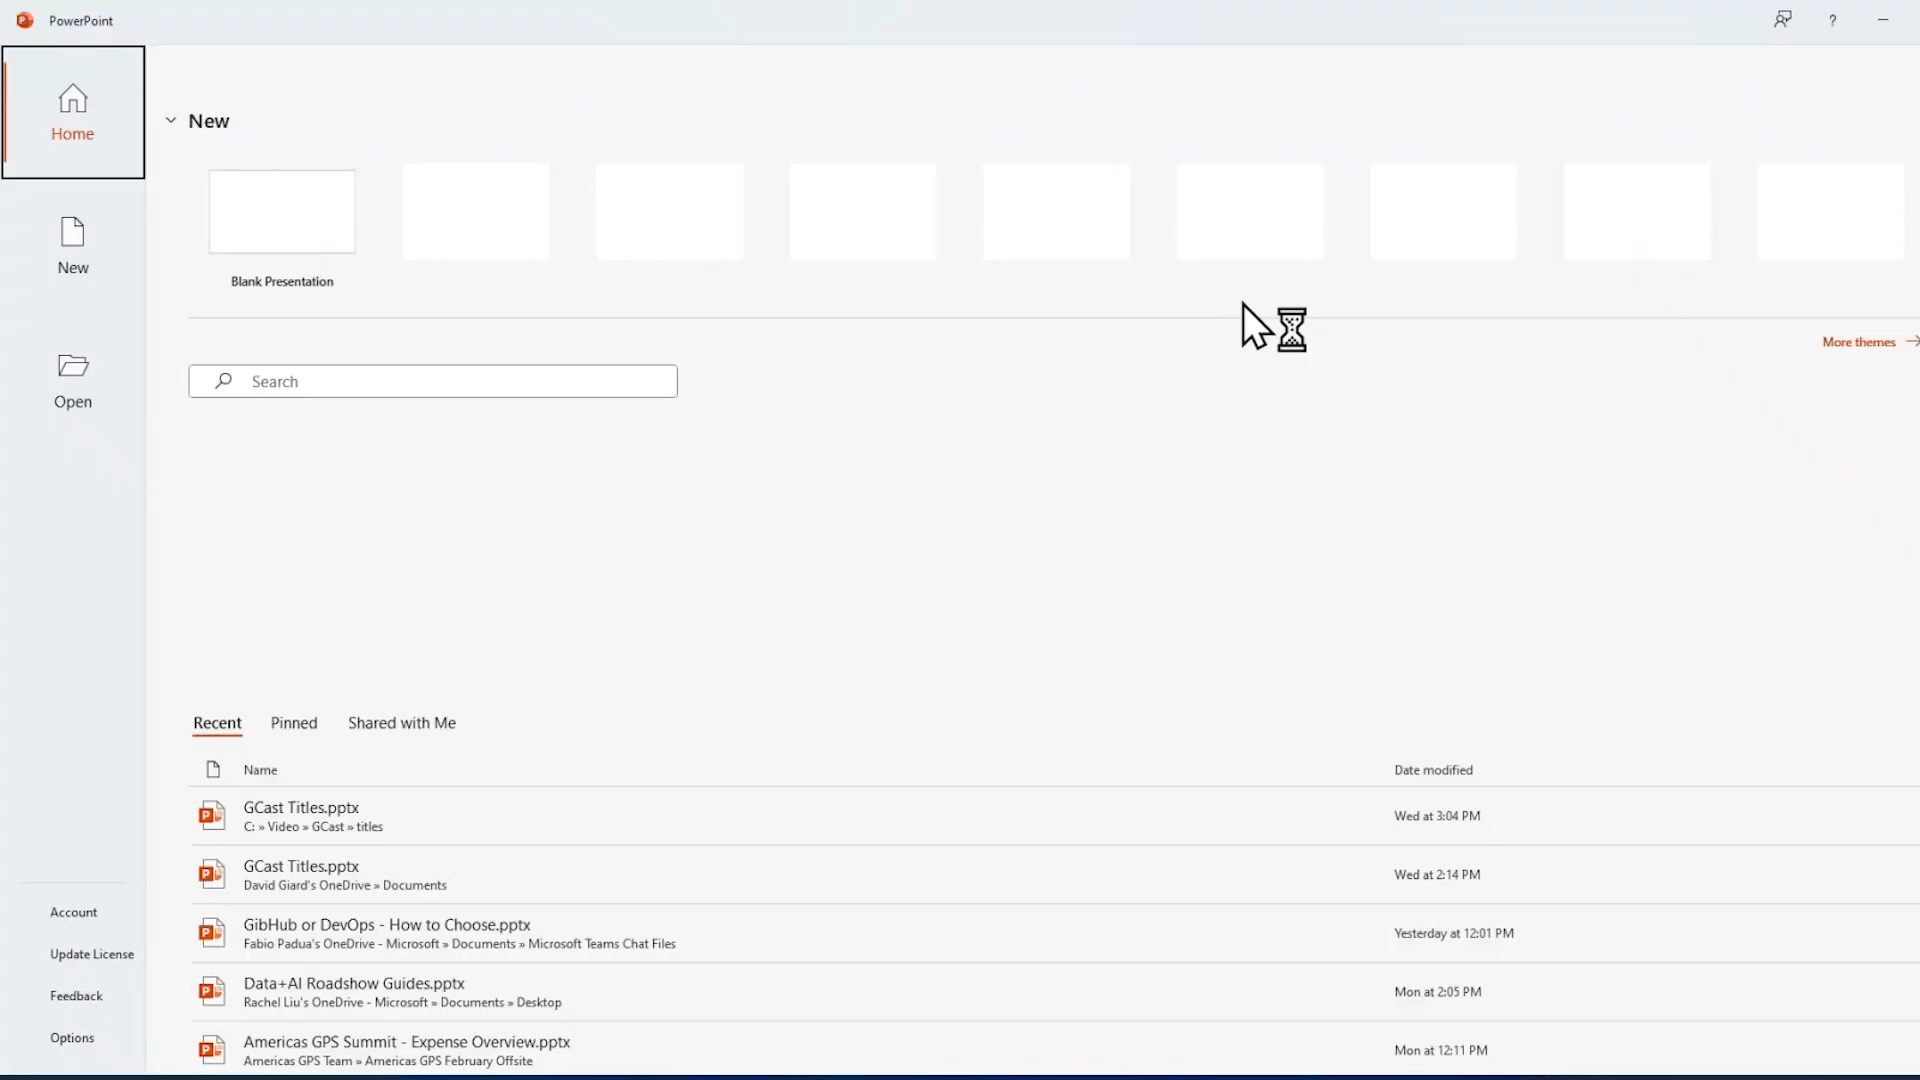 PowerPoint
?
Home
New
Open
Account
Update License
Feedback
Options
New
Blank Presentation
More themes
Search
Recent Pinned Shared with Me
Name Date modified
GCast Titles.pptx
C: » Video » GCast » titles
Wed at 3:04 PM
GCast Titles.pptx
David Giard's OneDrive » Documents
Wed at 2:14 PM
GibHub or DevOps - How to Choose.pptx
Fabio Padua's OneDrive - Microsoft » Documents » Microsoft Teams Chat Files
Yesterday at 12:01 PM
Data+AI Roadshow Guides.pptx
Rachel Liu's OneDrive - Microsoft » Documents » Desktop
Mon at 2:05 PM
Americas GPS Summit - Expense Overview.pptx
Americas GPS Team » Americas GPS February Offsite
Mon at 12:11 PM